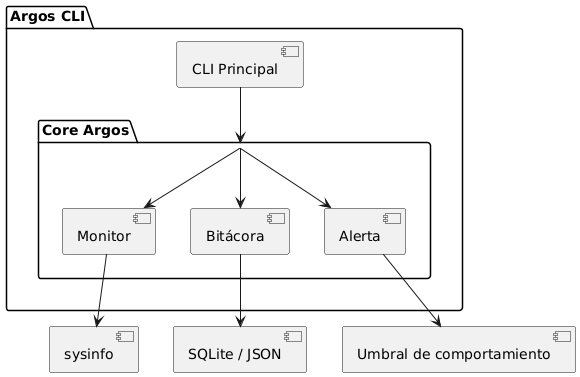 Argos CLI
CLI Principal
Core Argos
Monitor
Bitácora
Alerta
sysinfo
SQLite / JSON
Umbral de comportamiento